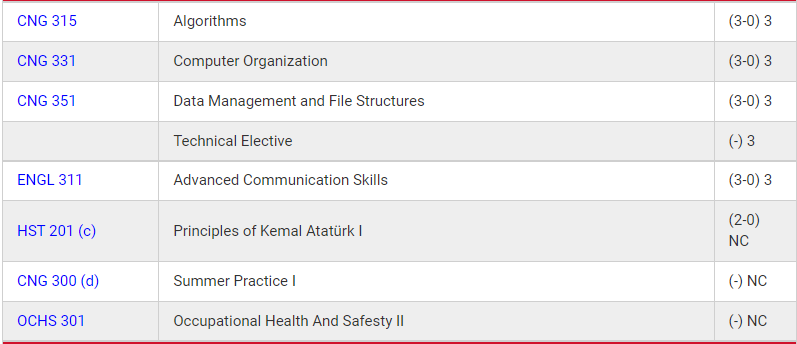 CNG 315 Algorithms (3-0) 3
CNG 331 Computer Organization (3-0) 3
CNG 351 Data Management and File Structures (3-0) 3
Technical Elective (-) 3
ENGL 311 Advanced Communication Skills (3-0) 3
HST 201 (c) Principles of Kemal Atatürk I (2-0)
NC
CNG 300 (d) Summer Practice I (-) NC
OCHS 301 Occupational Health And Safesty II (-) NC